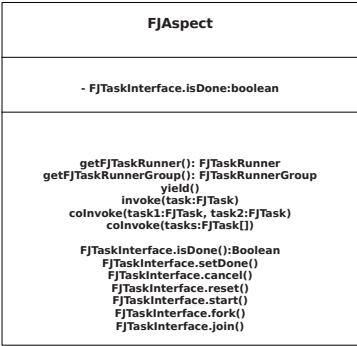 FJAspect
- FJTaskInterface.isDone:boolean
getFJTaskRunner(): FJTaskRunner
getFJTaskRunnerGroup(): FJTaskRunnerGroup
yield()
invoke(task:FJTask)
coInvoke(task1:FJTask, task2:FJTask)
coInvoke(tasks:FJTask[])
FJTaskInterface.isDone():Boolean
FJTaskInterface.setDone()
FJTaskInterface.cancel()
FJTaskInterface.reset()
FJTaskInterface.start()
FJTaskInterface.fork()
FJTaskInterface.join()